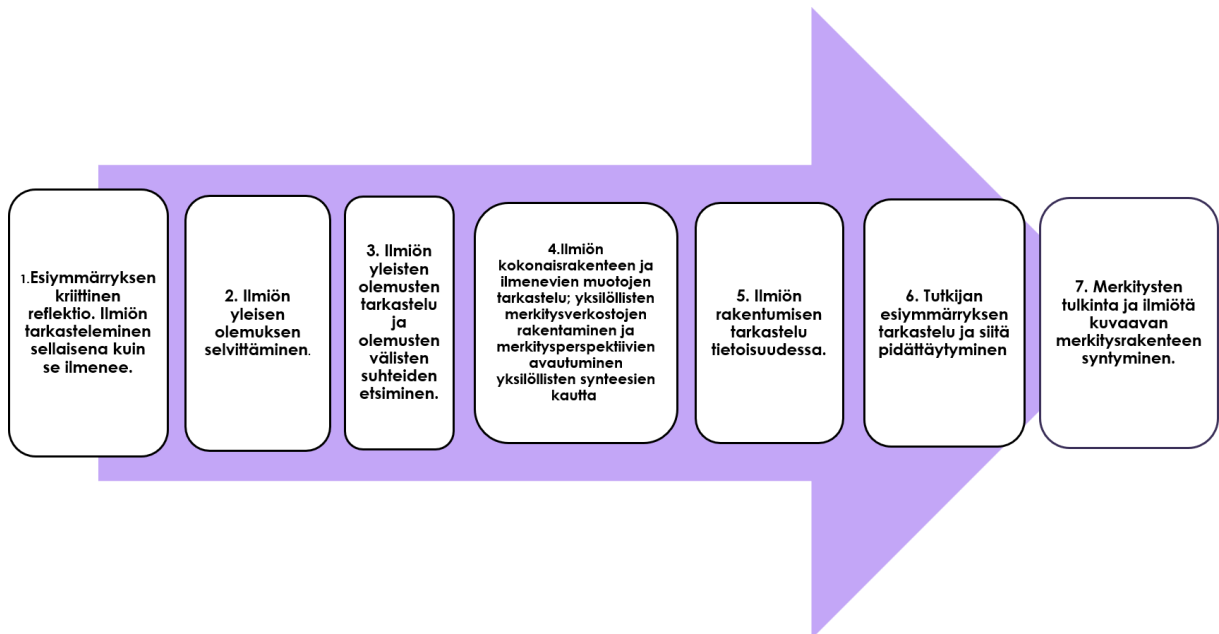 1.Esiymmärryksen
kriittinen
reflektio. Ilmiön
tarkasteleminen
sellaisena kuin
se ilmenee.
2. Ilmiön
yleisen
olemuksen
selvittäminen.
3. Ilmiön
yleisten
olemusten
tarkastelu
ja
olemusten
välisten
suhteiden
etsiminen.
4.Ilmiön
kokonaisrakenteen ja
ilmenevien muotojen
tarkastelu; yksilöllisten
merkitysverkostojen
rakentaminen ja
merkitysperspektiivien
avautuminen
yksilöllisten synteesien
kautta
5. Ilmiön
rakentumisen
tarkastelu
tietoisuudessa.
6. Tutkijan
esiymmärryksen
tarkastelu ja siitä
pidättäytyminen
7. Merkitysten
tulkinta ja ilmiötä
kuvaavan
merkitysrakenteen
syntyminen.